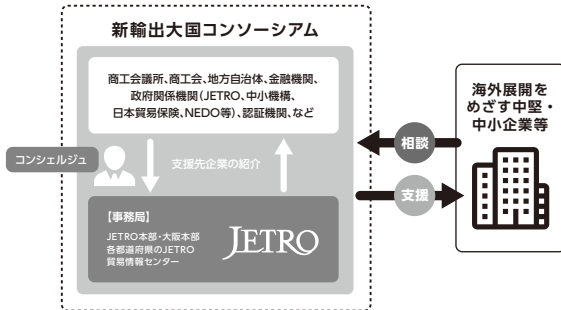 新輸出大国コンソーシアム
商工会議所、商工会、地方自治体、金融機関、
政府関係機関(JETRO、中小機構、
日本貿易保険、NEDO等)、認証機関、など
コンシェルジュ
支援先企業の紹介
【事務局】
JETRO本部・大阪本部
各都道府県のJETRO
貿易情報センター
JETRO
相談
支援
海外展開を
めざす中堅・
中小企業等